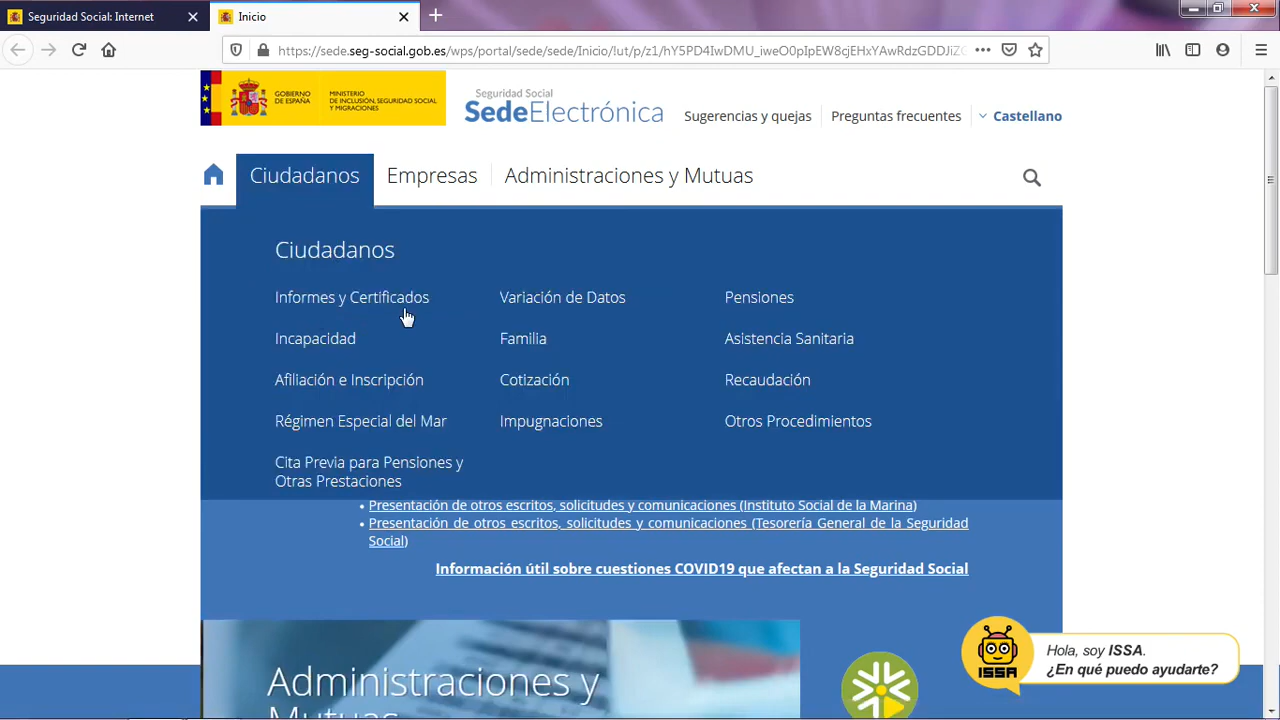 Seguridad Social: Internet
Inicio
https://sede.seg-social.gob.es/wps/portal/sede/sede/Inicio/!ut/p/z1/hY5PD4IwDMU_iweO0pIpEW8cjEHxYAwRdzGDDJiZG
GOBIERNO DE ESPAÑA
MINISTERIO DE INCLUSIÓN, SEGURIDAD SOCIAL Y MIGRACIONES
Seguridad Social
SedeElectrónica
Sugerencias y quejas
Preguntas frecuentes
Castellano
Ciudadanos
Empresas
Administraciones y Mutuas
Ciudadanos
Informes y Certificados
Variación de Datos
Pensiones
Incapacidad
Familia
Asistencia Sanitaria
Afiliación e Inscripción
Cotización
Recaudación
Régimen Especial del Mar
Impugnaciones
Otros Procedimientos
Cita Previa para Pensiones y
Otras Prestaciones
• Presentación de otros escritos, solicitudes y comunicaciones (Instituto Social de la Marina)
• Presentación de otros escritos, solicitudes y comunicaciones (Tesorería General de la Seguridad
Social)
Información útil sobre cuestiones COVID19 que afectan a la Seguridad Social
Administraciones y
Mutuas
Hola, soy ISSA.
¿En qué puedo ayudarte?
ISSA